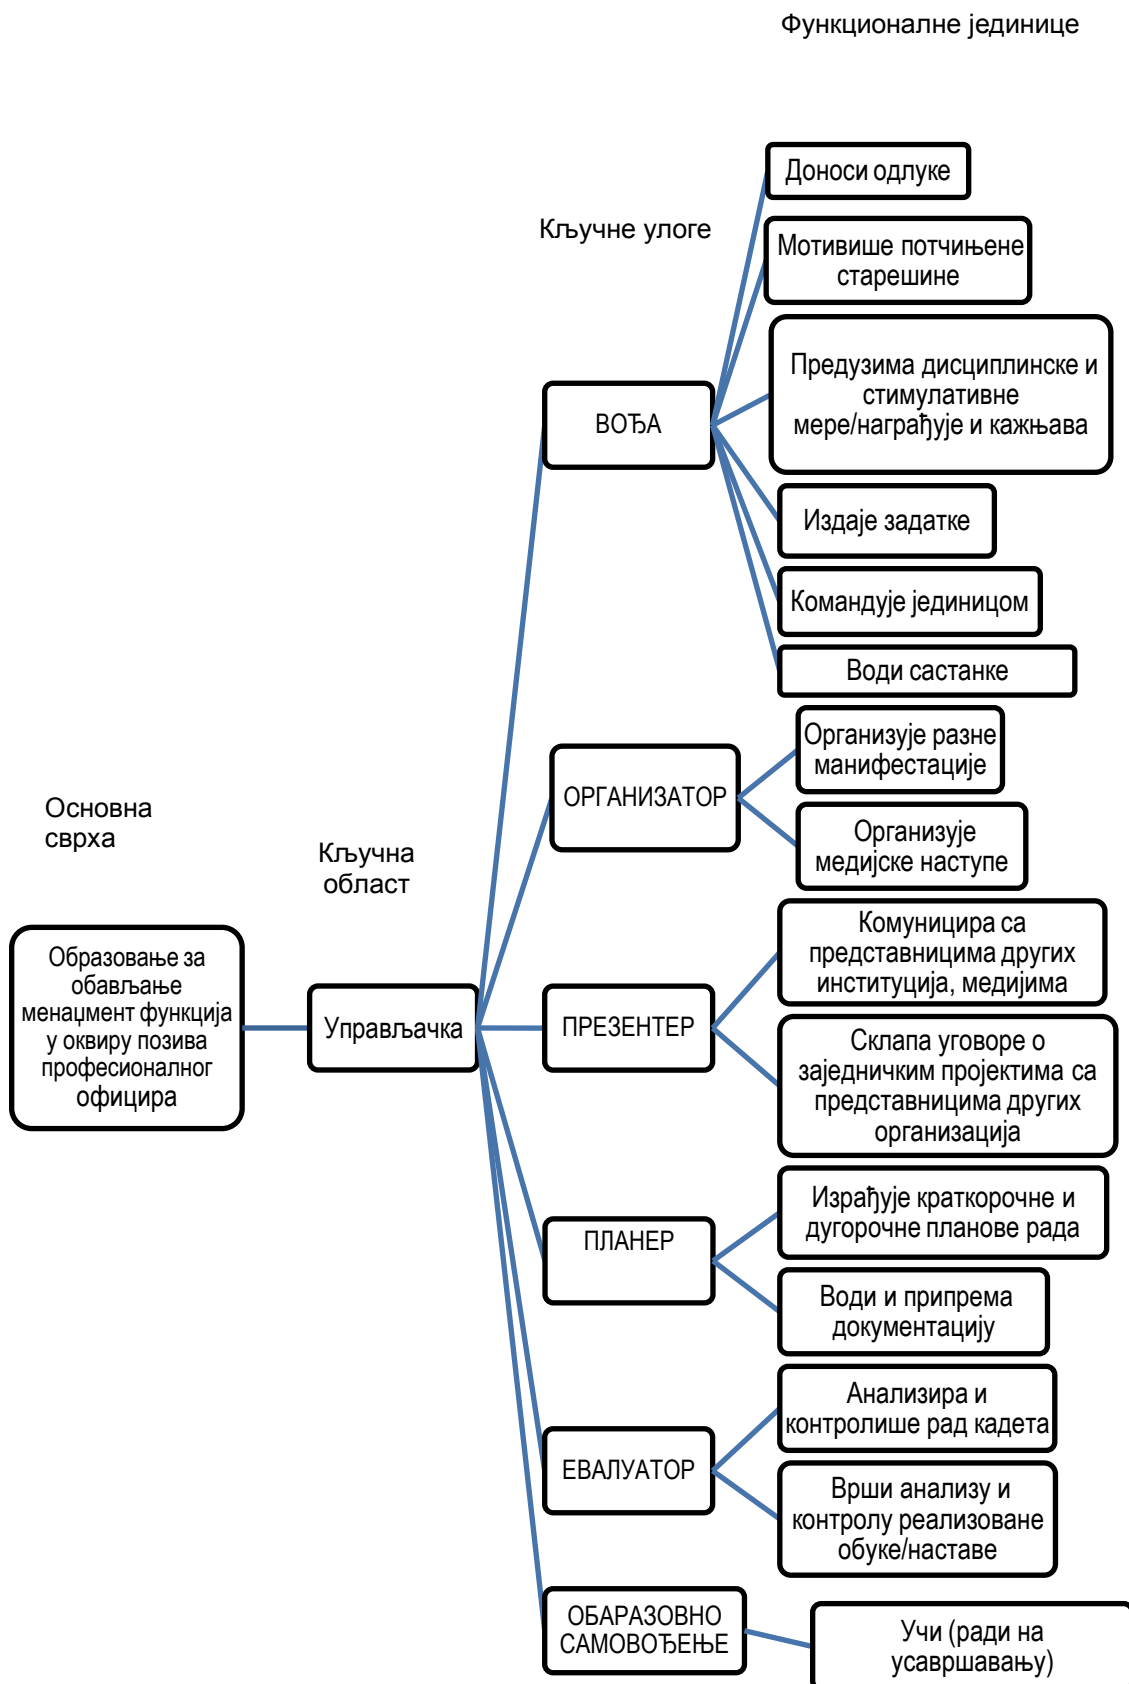 Функционалне јединице
Доноси одлуке
Кључне улоге
Мотивише потчињене
старешине
Предузима дисциплинске и
стимулативне
мере/награђује и кажњава
ВОЂА
Издаје задатке
Командује јединицом
Води састанке
Организује разне
манифестације
ОРГАНИЗАТОР
Организује
медијске наступе
Основна
сврха
Кључна
област
Образовање за
обављање
менаџмент функција
у оквиру позива
професионалног
официра
Управљачка
ПРЕЗЕНТЕР
Комуницира са
представницима других
институција, медијима
Склапа уговоре о
заједничким пројектима са
представницима других
организација
ПЛАНЕР
Израђује краткорочне и
дугорочне планове рада
Води и припрема
документацију
ЕВАЛУАТОР
Анализира и
контролише рад кадета
Врши анализу и
контролу реализоване
обуке/наставе
ОБАРАЗОВНО
САМОВОЂЕЊЕ
Учи (ради на
усавршавању)